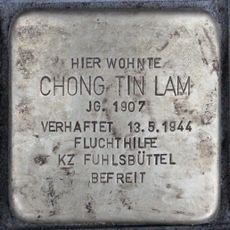 HIER WOHNTE
CHONG TIN LAM
JG. 1907
VERHAFTET 13.5.1944
FLUCHTHILFE
KZ FUHLSBÜTTEL
BEFREIT